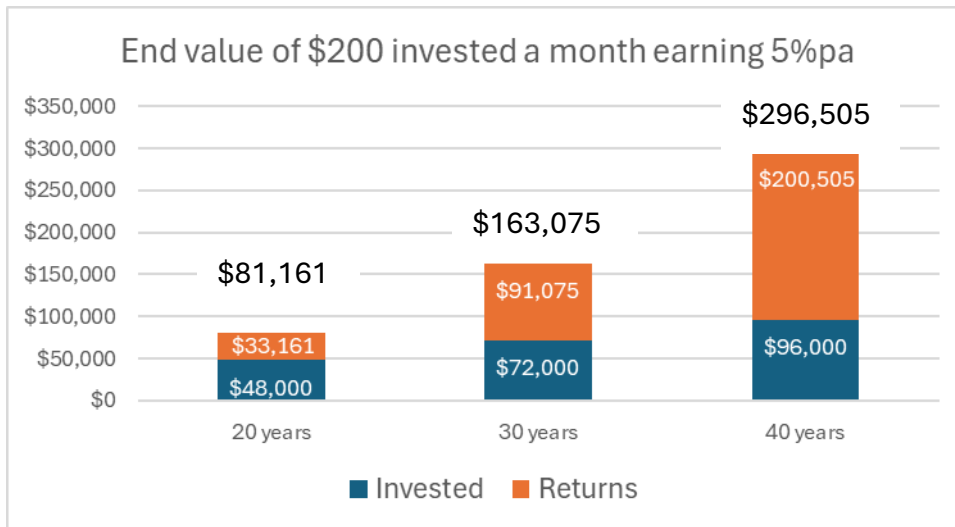 End value of $200 invested a month earning 5%pa
$350,000
$296,505
$300,000
$200,505
$250,000
$200,000
$163,075
$150,000
$81,161
$91,075
$100,000
$33,161
$96,000
$50,000
$72,000
$48,000
$0
20 years
30 years
40 years
Invested
Returns